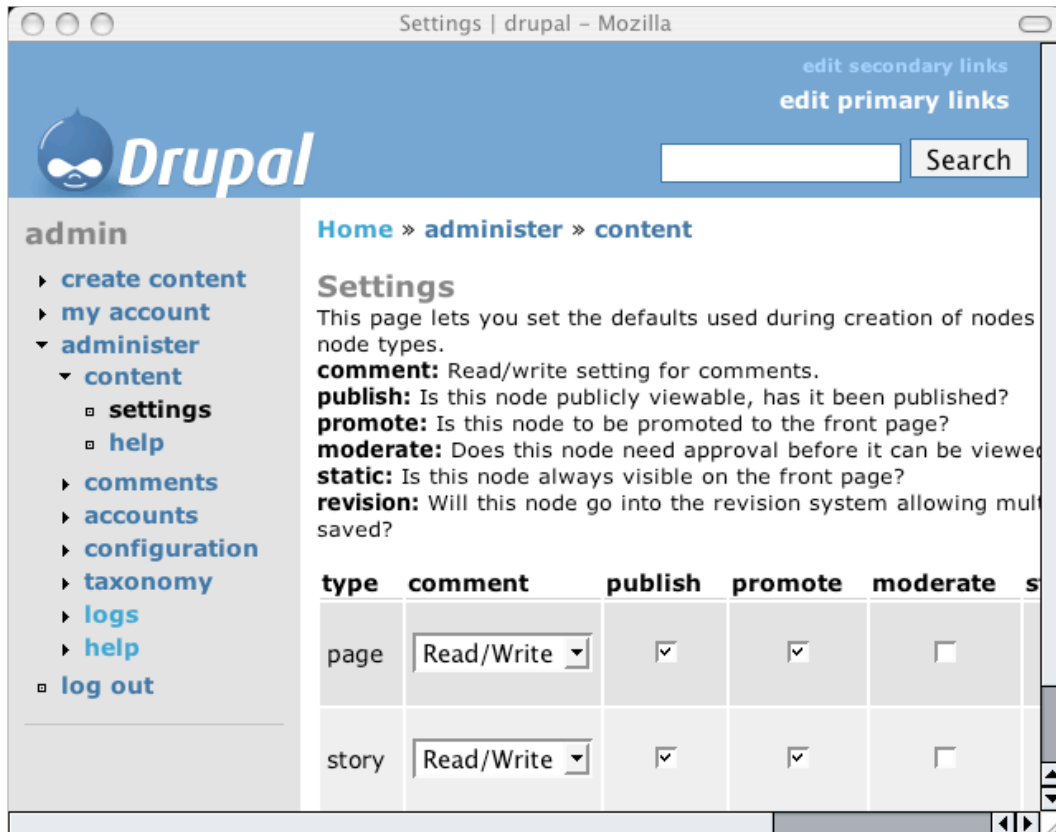 Settings | drupal – Mozilla
edit secondary links
edit primary links
Drupal
Search
admin
create content
my account
administer
content
settings
help
comments
accounts
configuration
taxonomy
logs
help
log out
Home » administer » content
Settings
This page lets you set the defaults used during creation of nodes
node types.
comment: Read/write setting for comments.
publish: Is this node publicly viewable, has it been published?
promote: Is this node to be promoted to the front page?
moderate: Does this node need approval before it can be viewed
static: Is this node always visible on the front page?
revision: Will this node go into the revision system allowing mul
saved?
type comment publish promote moderate s
page Read/Write
story Read/Write